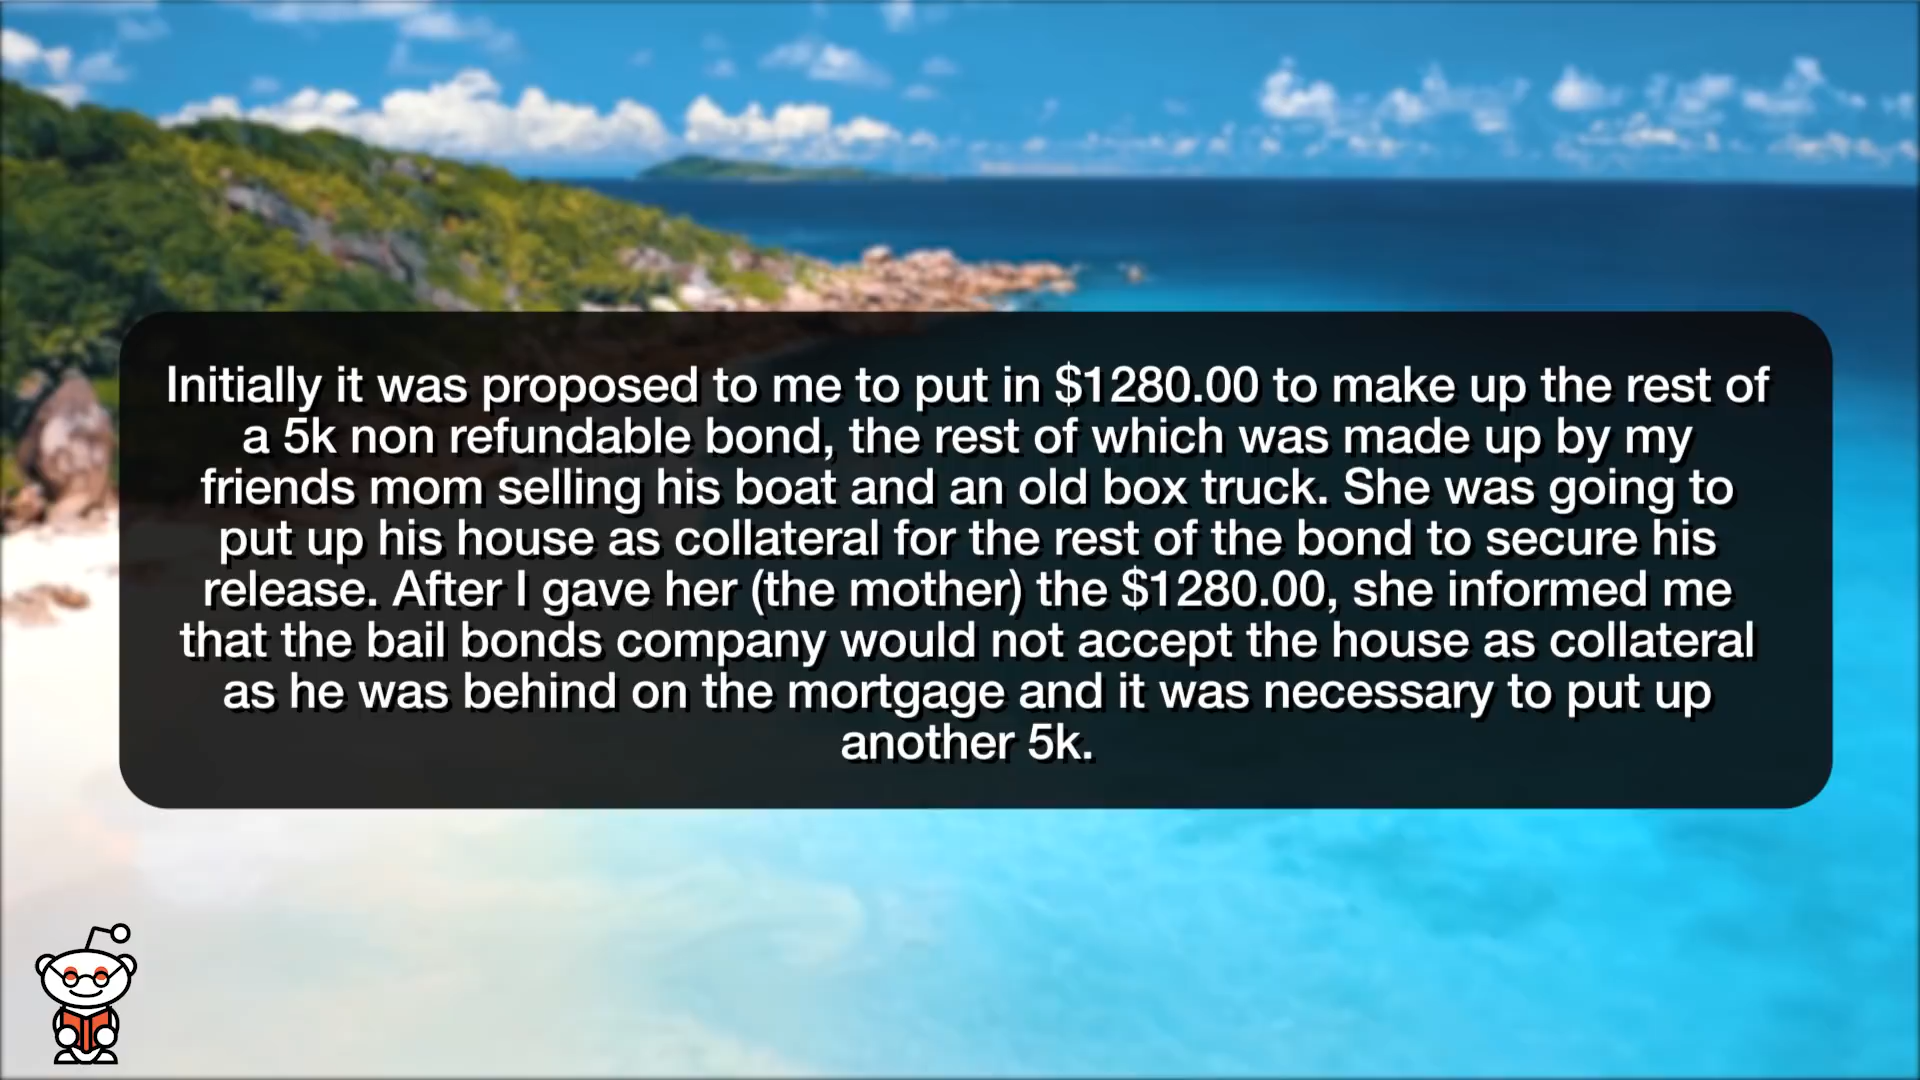 Initially it was proposed to me to put in $1280.00 to make up the rest of
a 5k non refundable bond, the rest of which was made up by my
friends mom selling his boat and an old box truck. She was going to
put up his house as collateral for the rest of the bond to secure his
release. After I gave her (the mother) the $1280.00, she informed me
that the bail bonds company would not accept the house as collateral
as he was behind on the mortgage and it was necessary to put up
another 5k.